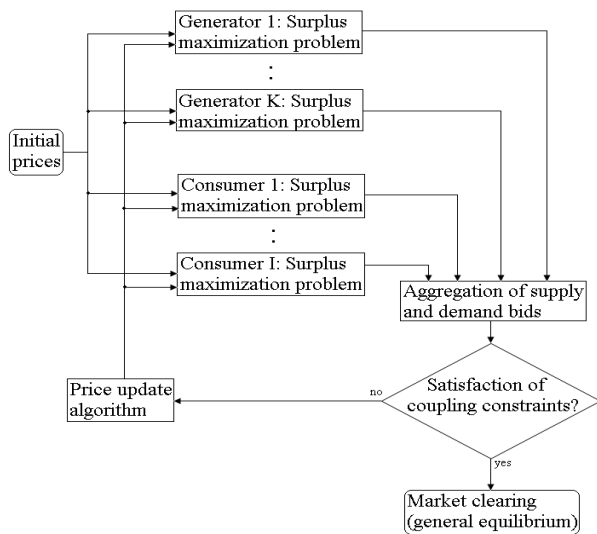 Generator 1: Surplus
maximization problem
:
Generator K: Surplus
maximization problem
Initial
prices
Consumer 1: Surplus
maximization problem
:
Consumer I: Surplus
maximization problem
Aggregation of supply
and demand bids
Satisfaction of
coupling constraints?
no
yes
Price update
algorithm
Market clearing
(general equilibrium)